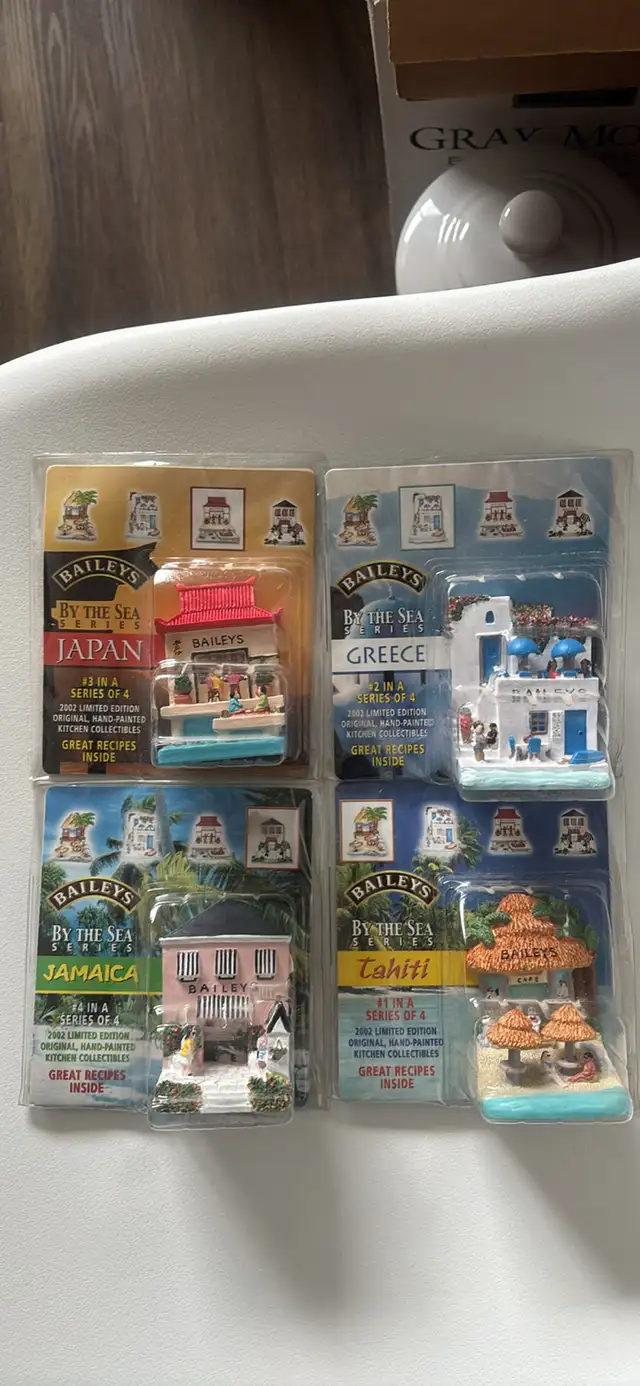 GRAY MO
BAILEYS
BY THE SEA
SERIES
JAPAN
#3 IN A
SERIES OF 4
2002 LIMITED EDITION
ORIGINAL, HAND-PAINTED
KITCHEN COLLECTIBLES
GREAT RECIPES
INSIDE
BAILEYS
BAILEYS
BY THE SEA
SERIES
GREECE
#2 IN A
SERIES OF 4
2002 LIMITED EDITION
ORIGINAL, HAND-PAINTED
KITCHEN COLLECTIBLES
GREAT RECIPES
INSIDE
BAILEYS
BAILEYS
BY THE SEA
SERIES
JAMAICA
#4 IN A
SERIES OF 4
2002 LIMITED EDITION
ORIGINAL, HAND-PAINTED
KITCHEN COLLECTIBLES
GREAT RECIPES
INSIDE
BAILEYS
BAILEYS
BY THE SEA
SERIES
Tahiti
#1 IN A
SERIES OF 4
2002 LIMITED EDITION
ORIGINAL, HAND-PAINTED
KITCHEN COLLECTIBLES
GREAT RECIPES
INSIDE
BAILEYS
CAFE